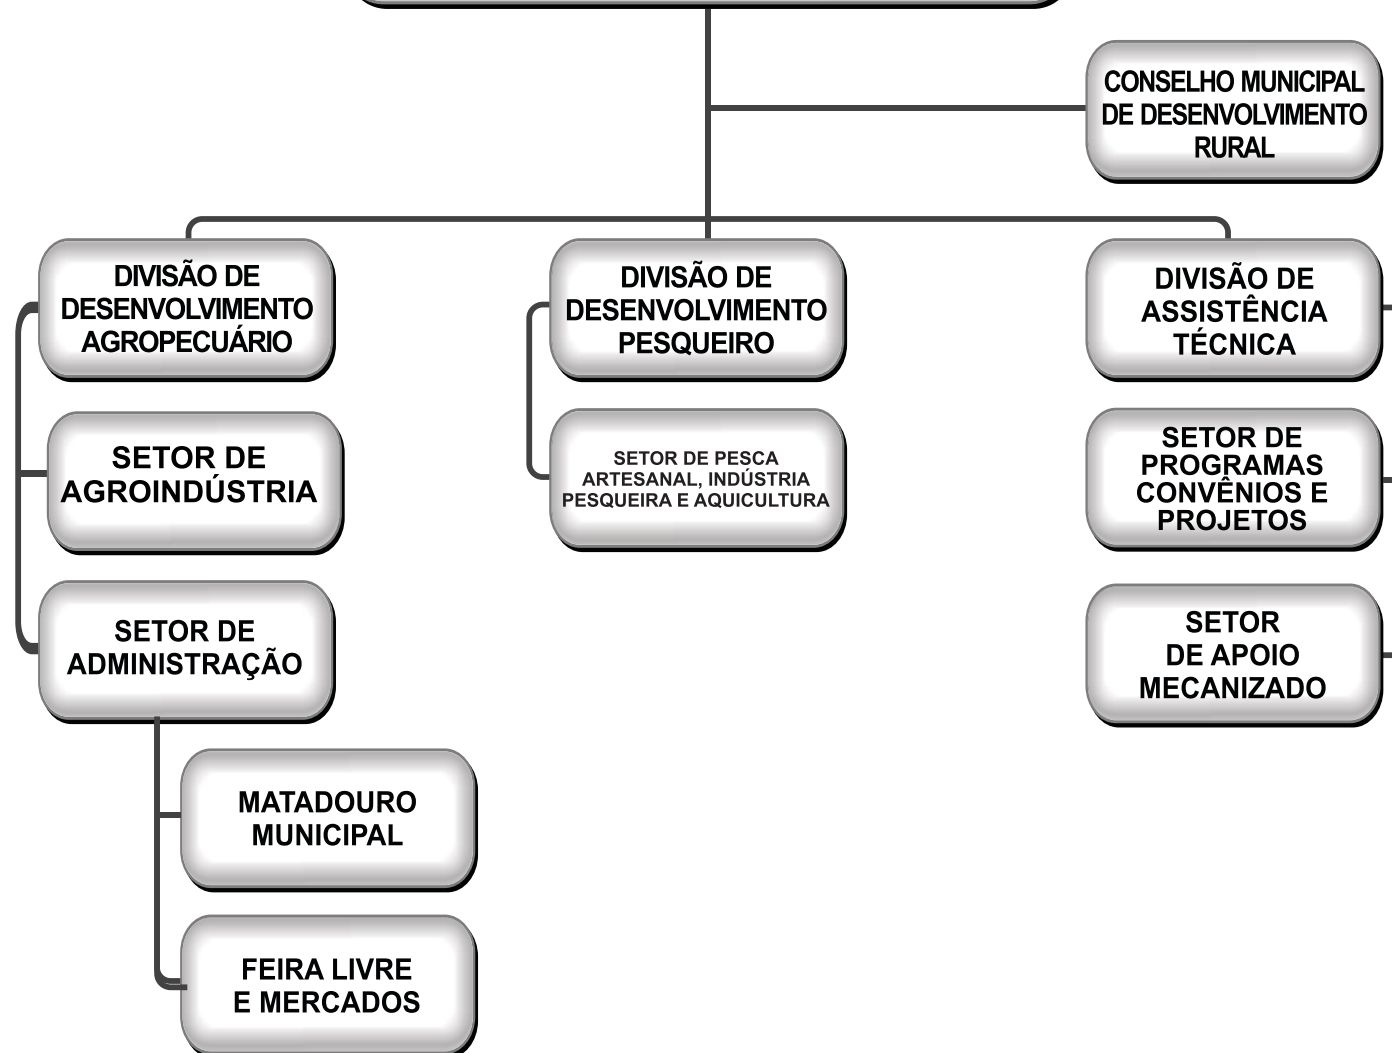 CONSELHO MUNICIPAL
DE DESENVOLVIMENTO
RURAL
DIVISÃO DE
DESENVOLVIMENTO
AGROPECUÁRIO
DIVISÃO DE
DESENVOLVIMENTO
PESQUEIRO
DIVISÃO DE
ASSISTÊNCIA
TÉCNICA
SETOR DE
AGROINDÚSTRIA
SETOR DE PESCA
ARTESANAL, INDÚSTRIA
PESQUEIRA E AQUICULTURA
SETOR DE
PROGRAMAS
CONVÊNIOS E
PROJETOS
SETOR DE
ADMINISTRAÇÃO
SETOR
DE APOIO
MECANIZADO
MATADOURO
MUNICIPAL
FEIRA LIVRE
E MERCADOS